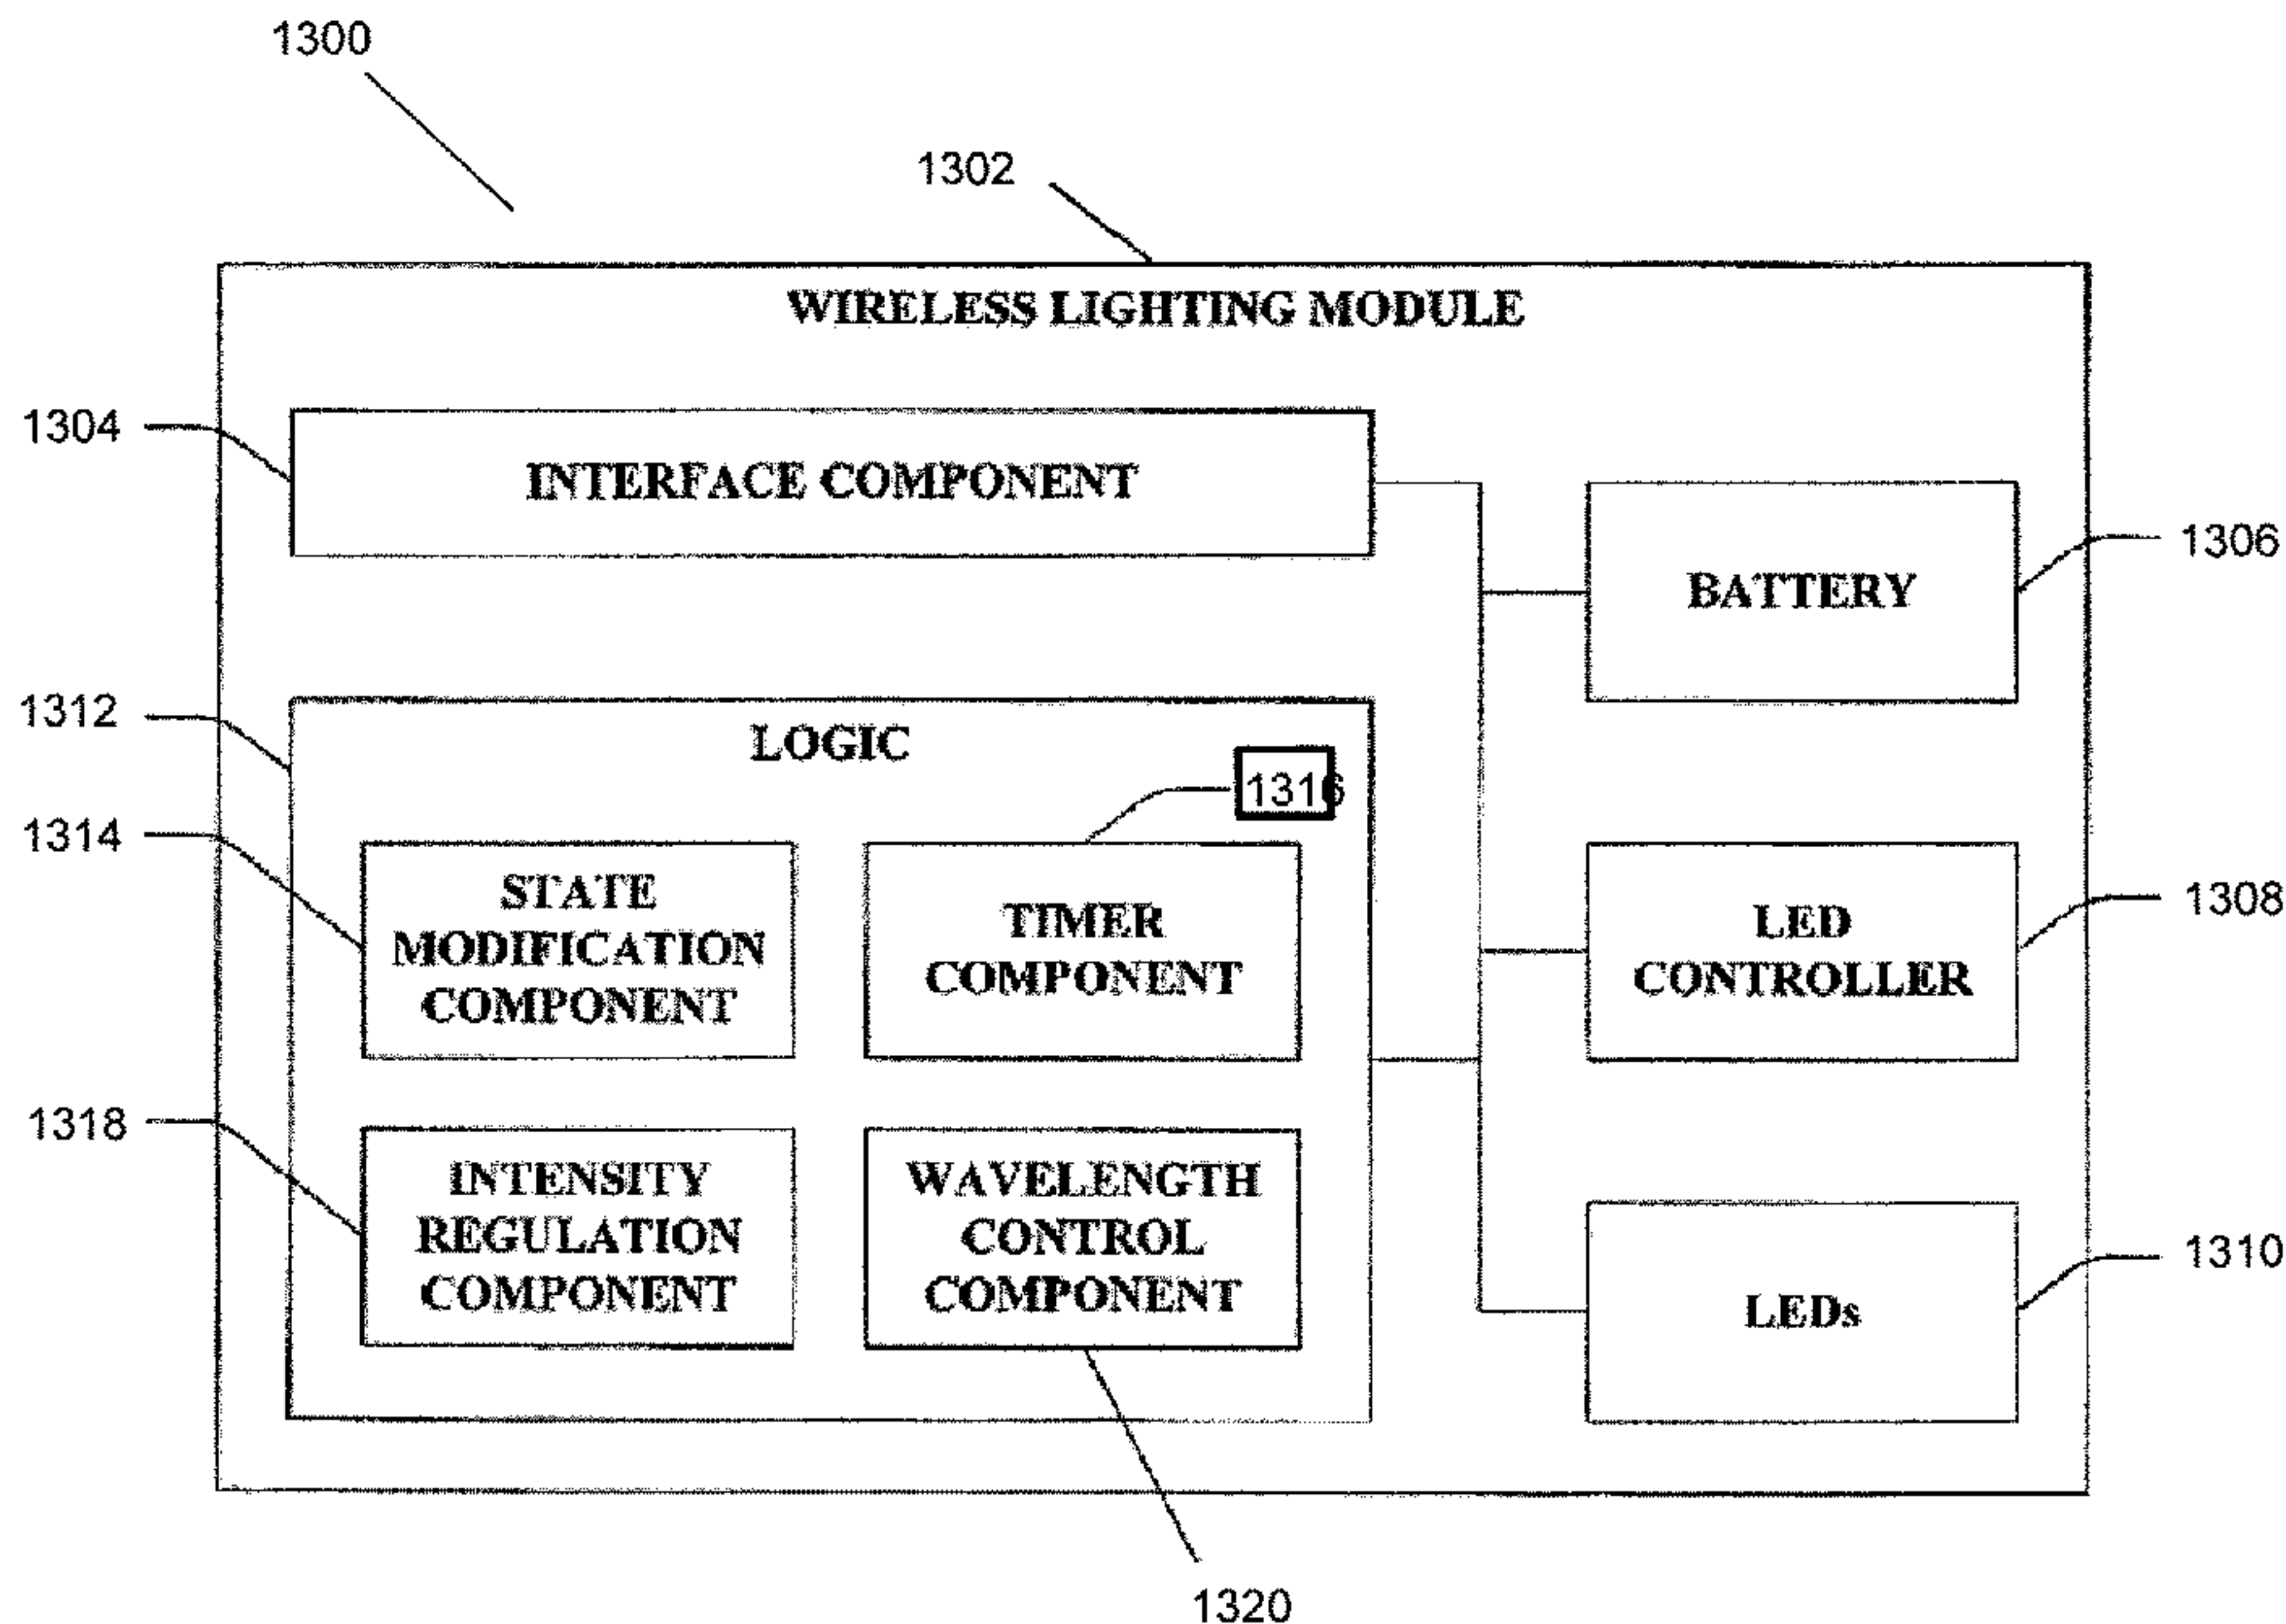 1300
1302
WIRELESS LIGHTING MODULE
1304
INTERFACE COMPONENT
BATTERY
1306
1312
LOGIC
1316
1314
STATE
MODIFICATION
COMPONENT
TIMER
COMPONENT
LED
CONTROLLER
1308
1318
INTENSITY
REGULATION
COMPONENT
WAVELENGTH
CONTROL
COMPONENT
LEDs
1310
1320